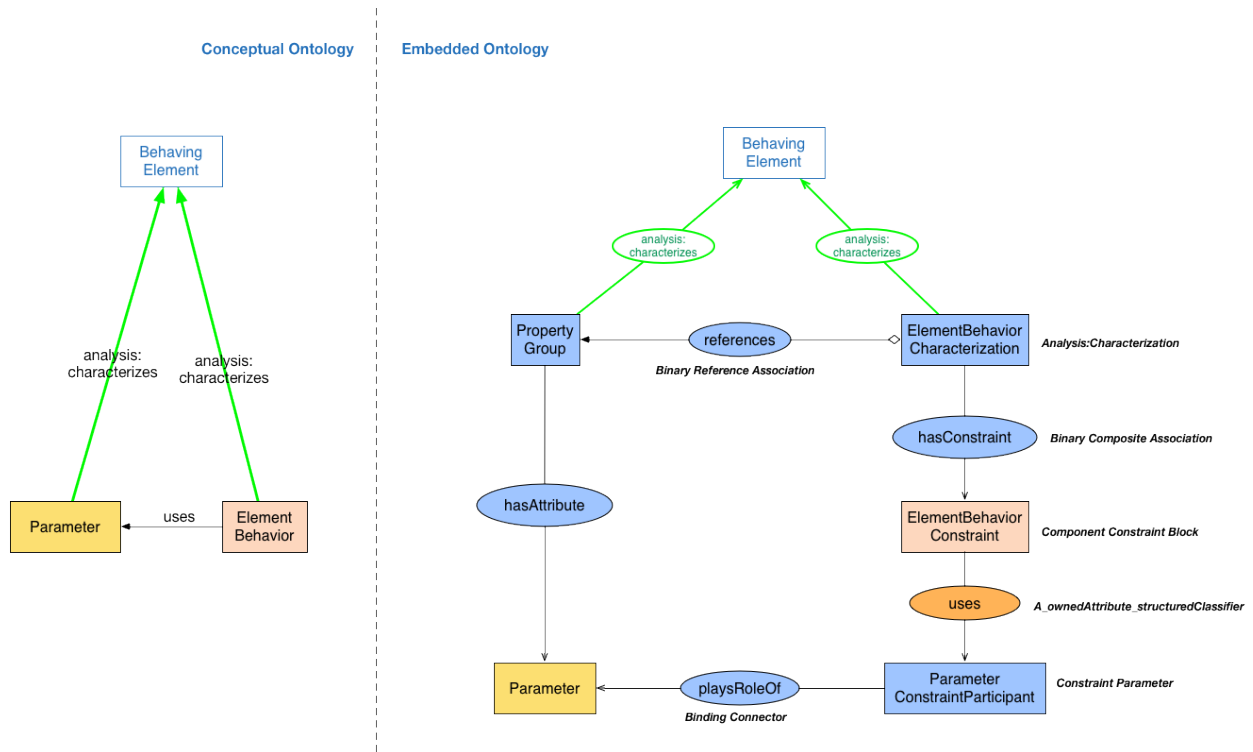 Conceptual Ontology
Behaving
Element
analysis:
characterizes
analysis:
characterizes
Parameter
uses
Element
Behavior
Embedded Ontology
Behaving
Element
analysis:
characterizes
analysis:
characterizes
Property
Group
references
Binary Reference Association
ElementBehavior
Characterization
Analysis:Characterization
hasConstraint
Binary Composite Association
hasAttribute
ElementBehavior
Constraint
Component Constraint Block
uses
A_ownedAttribute_structuredClassifier
Parameter
playsRoleOf
Binding Connector
Parameter
ConstraintParticipant
Constraint Parameter